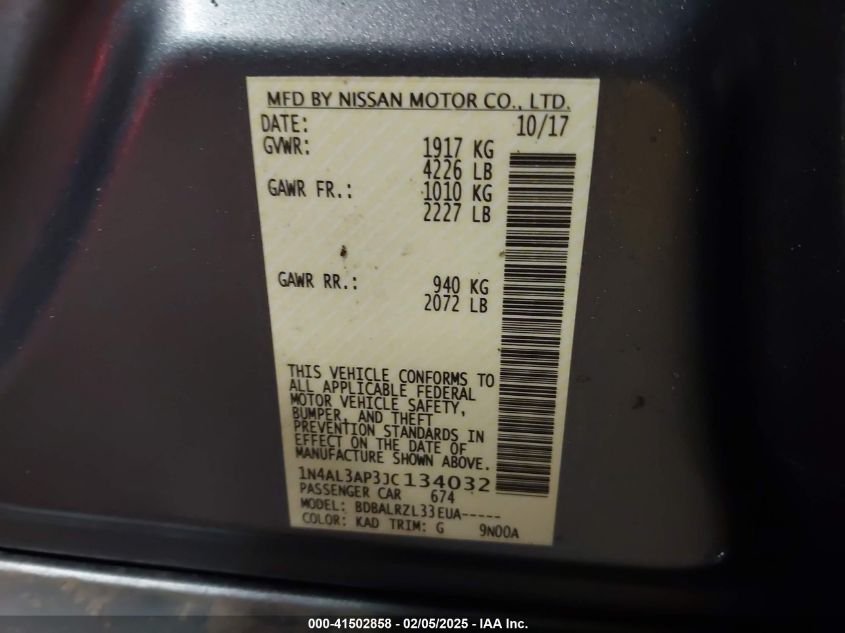 MFD BY NISSAN MOTOR CO., LTD.
DATE: 10/17
GVWR: 1917 KG
4226 LB
GAWR FR.: 1010 KG
2227 LB
GAWR RR.: 940 KG
2072 LB
THIS VEHICLE CONFORMS TO
ALL APPLICABLE FEDERAL
MOTOR VEHICLE SAFETY,
BUMPER, AND THEFT
PREVENTION STANDARDS IN
EFFECT ON THE DATE OF
MANUFACTURE SHOWN ABOVE.
1N4AL3AP3JC134032
PASSENGER CAR 674
MODEL: BDBALRZL33EUA-----
COLOR: KAD TRIM: G 9N00A
000-41502858 - 02/05/2025 - IAA Inc.